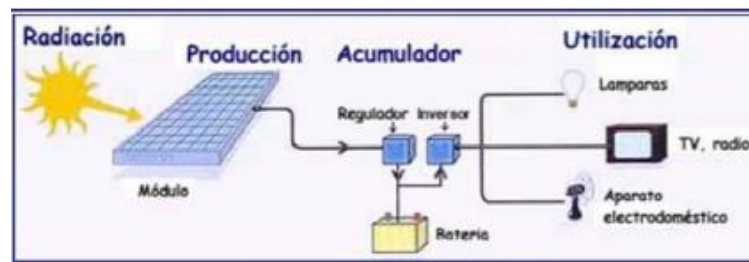 Radiación
Producción
Acumulador
Utilización
Lamparas
Regulador
Inversor
TV, radio
Módulo
Aparato
electrodoméstico
Bateria